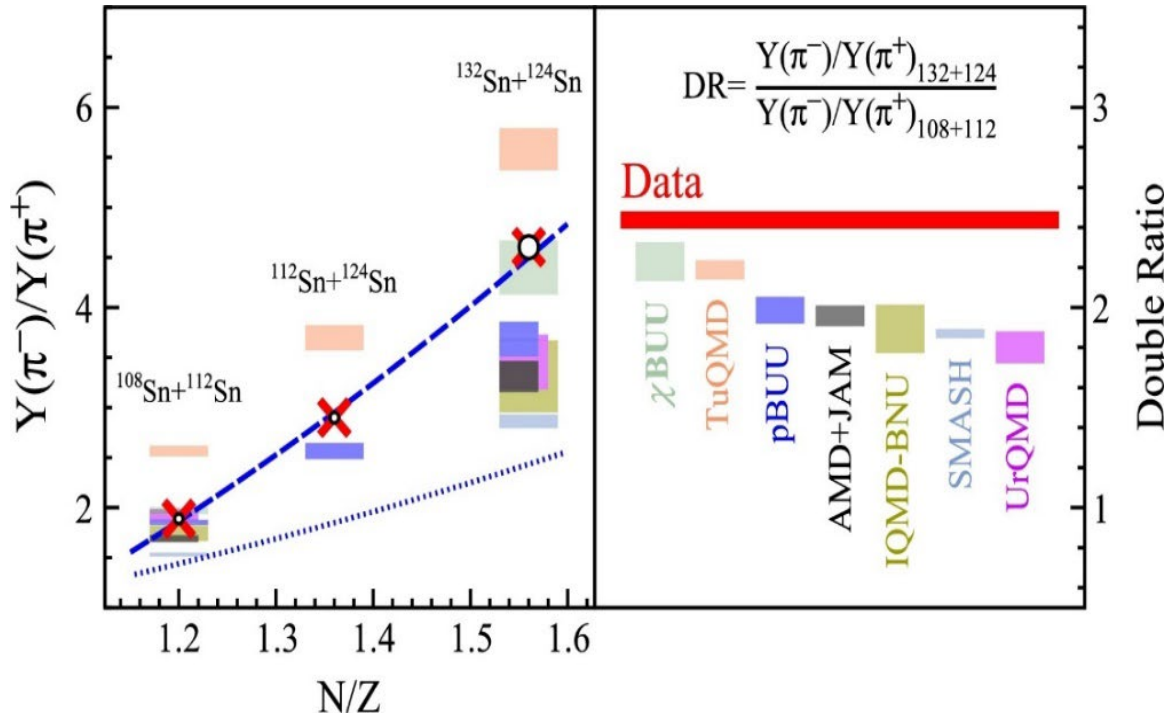 Y(π⁻)/Y(π⁺)
6
4
2
¹⁰⁸Sn+¹¹²Sn
¹¹²Sn+¹²⁴Sn
¹³²Sn+¹²⁴Sn
1.2 1.3 1.4 1.5 1.6
N/Z
DR= Y(π⁻)/Y(π⁺)₁₃₂₊₁₂₄
Y(π⁻)/Y(π⁺)₁₀₈₊₁₁₂
Data
χBUU
TuQMD
pBUU
AMD+JAM
IQMD-BNU
SMASH
UrQMD
3
2
1
Double Ratio